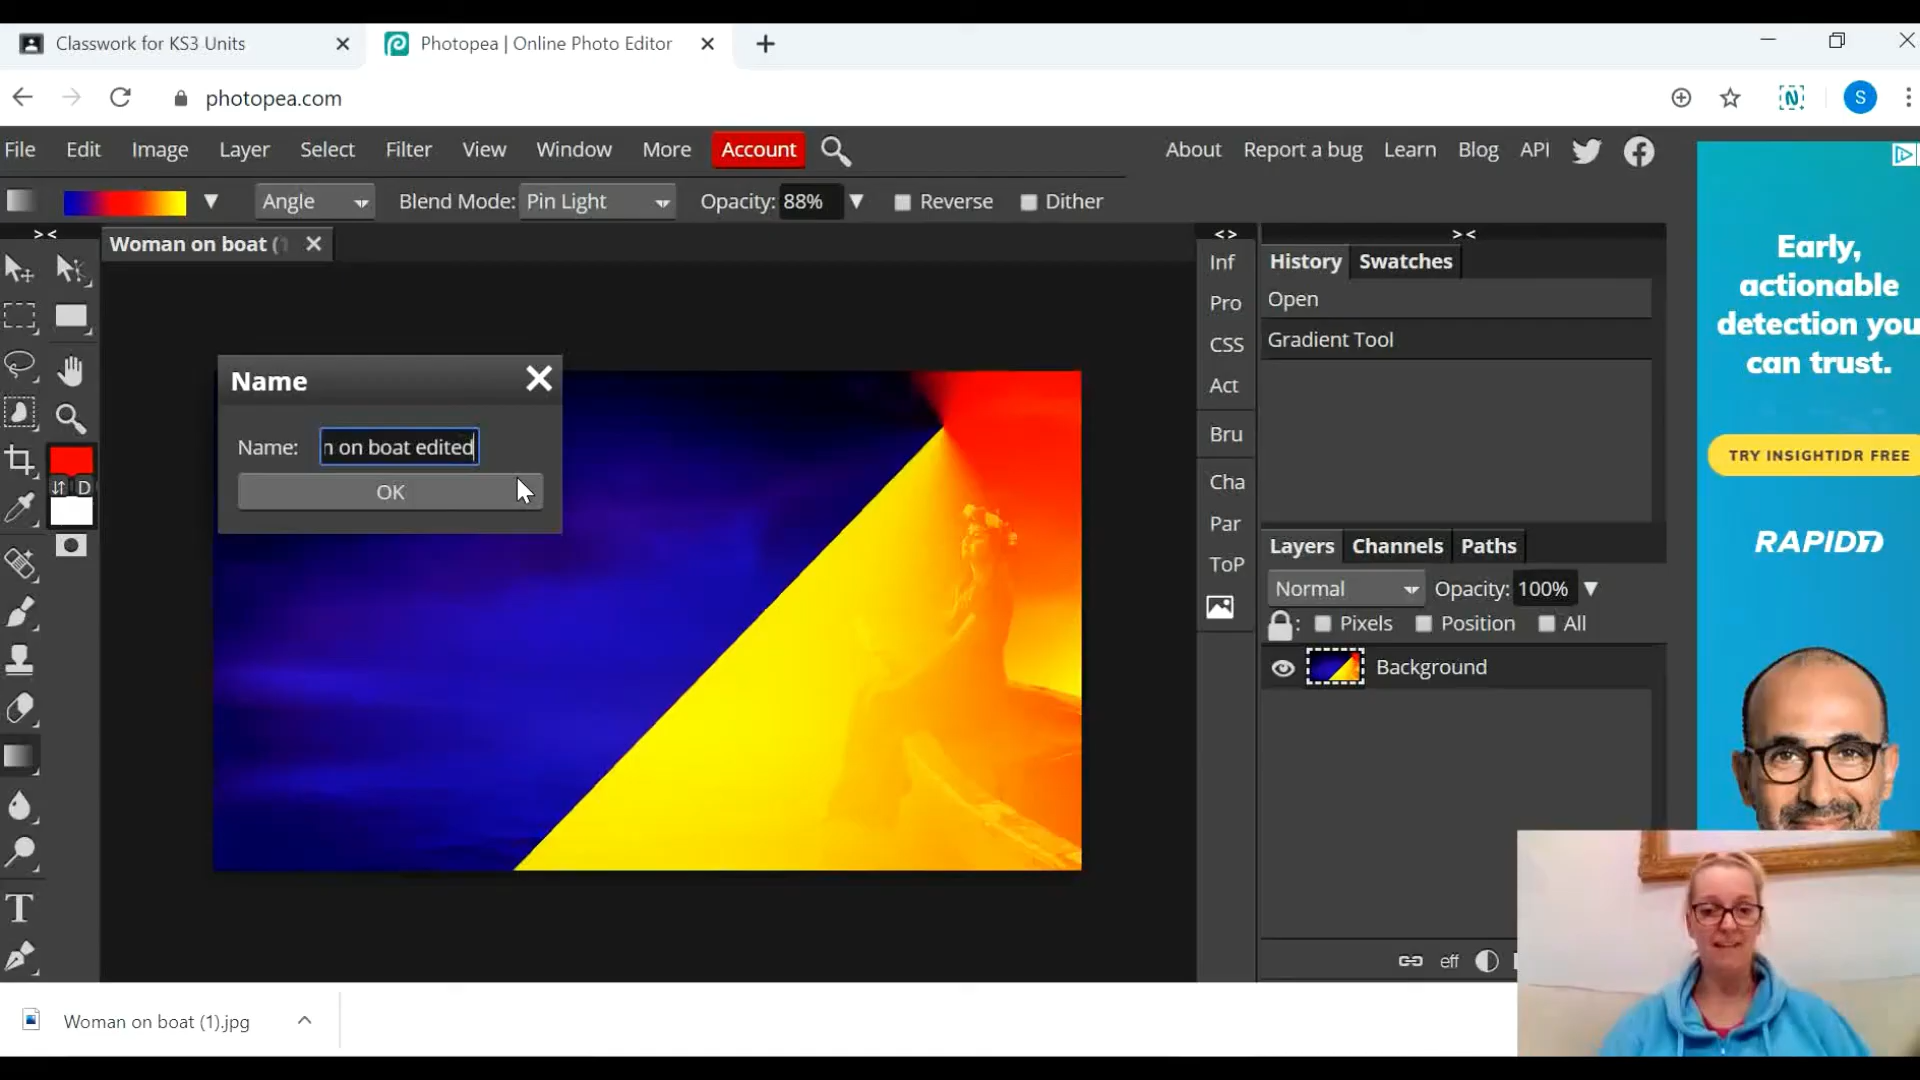 Classwork for KS3 Units
Photopea | Online Photo Editor
photopea.com
S
File Edit Image Layer Select Filter View Window More Account
About Report a bug Learn Blog API
Angle Blend Mode: Pin Light Opacity: 88% Reverse Dither
> <
Woman on boat (1
< >
> <
Inf
Pro
CSS
Act
Bru
Cha
Par
ToP
History Swatches
Open
Gradient Tool
Name
Name: n on boat edited
OK
D
T
Layers Channels Paths
Normal Opacity: 100%
: Pixels Position All
Background
eff
Early,
actionable
detection you
can trust.
TRY INSIGHTIDR FREE
RAPID7
Woman on boat (1).jpg